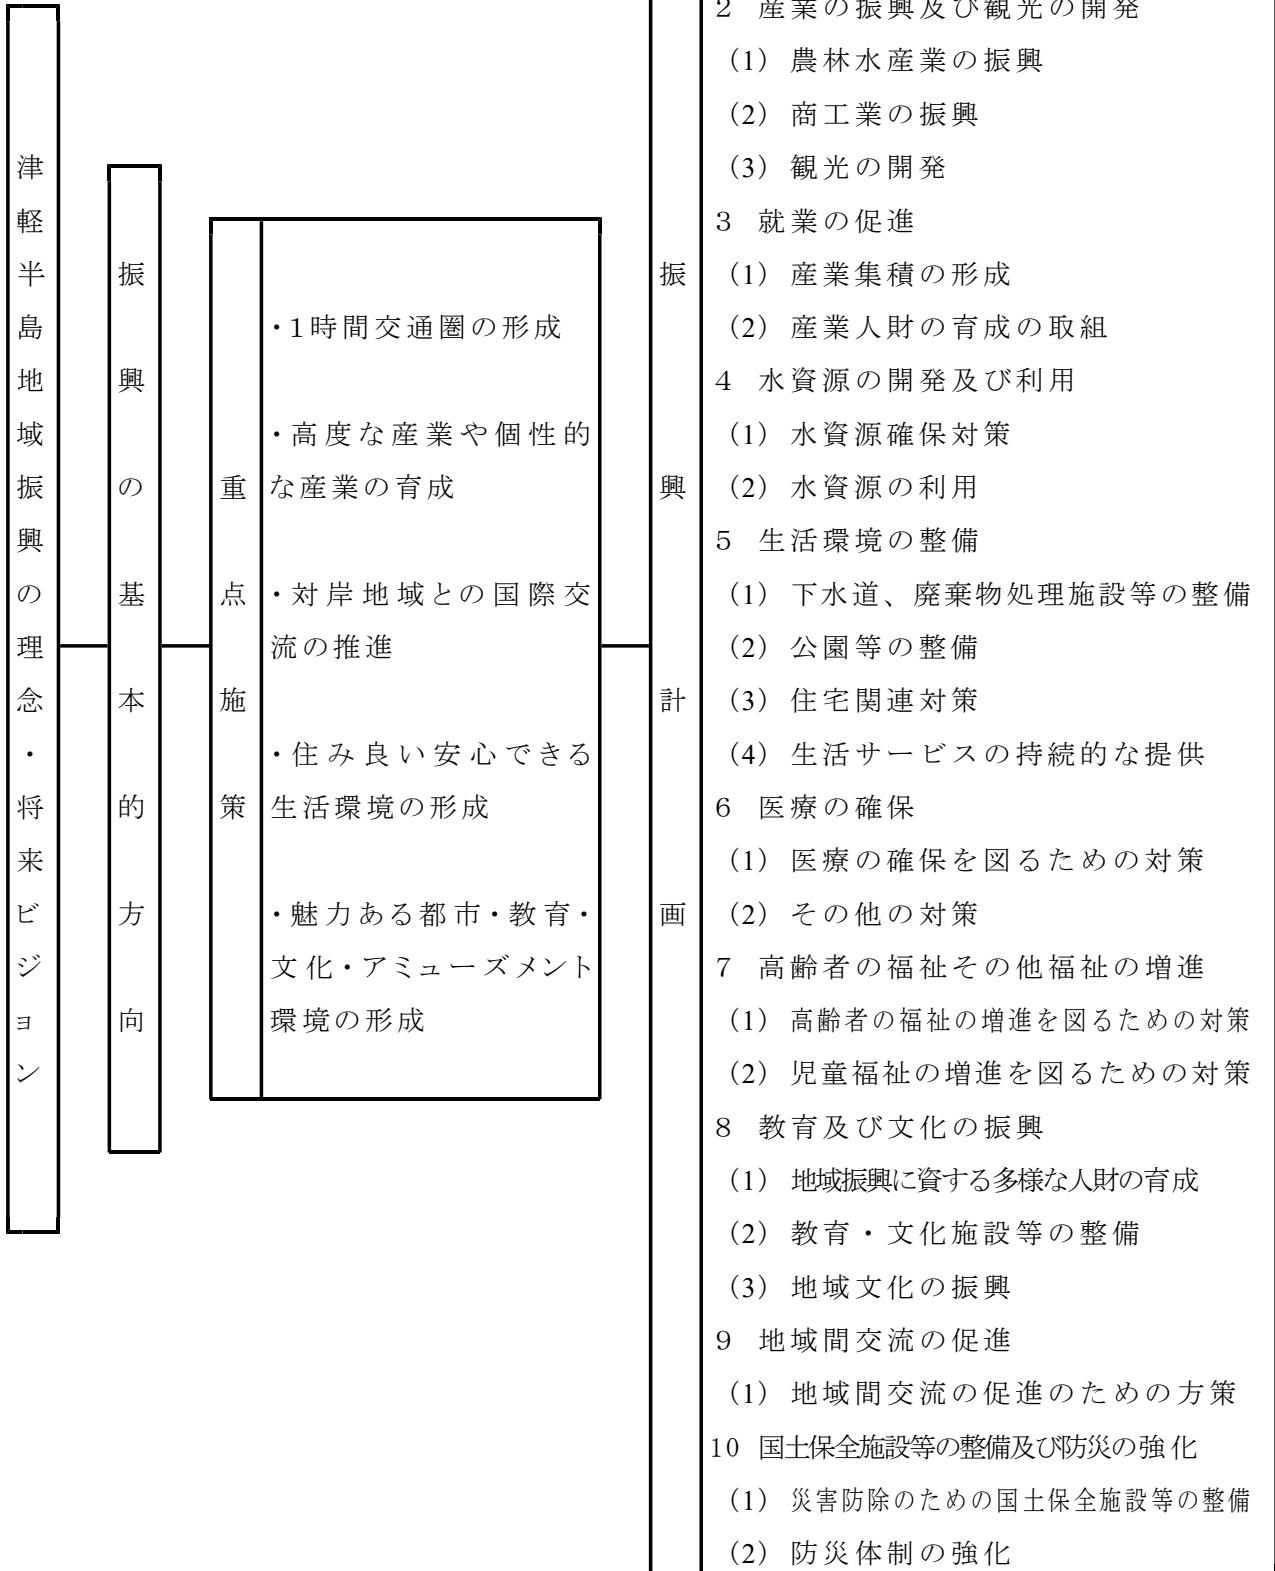 津軽半島地域振興の理念・将来ビジョン
振興の基本的方向
重点施策
・1時間交通圏の形成
・高度な産業や個性的
な産業の育成
・対岸地域との国際交
流の推進
・住み良い安心できる
生活環境の形成
・魅力ある都市・教育・
文化・アミューズメント
環境の形成
振興計画
2 産業の振興及び観光の開発
(1) 農林水産業の振興
(2) 商工業の振興
(3) 観光の開発
3 就業の促進
(1) 産業集積の形成
(2) 産業人財の育成の取組
4 水資源の開発及び利用
(1) 水資源確保対策
(2) 水資源の利用
5 生活環境の整備
(1) 下水道、廃棄物処理施設等の整備
(2) 公園等の整備
(3) 住宅関連対策
(4) 生活サービスの持続的な提供
6 医療の確保
(1) 医療の確保を図るための対策
(2) その他の対策
7 高齢者の福祉その他福祉の増進
(1) 高齢者の福祉の増進を図るための対策
(2) 児童福祉の増進を図るための対策
8 教育及び文化の振興
(1) 地域振興に資する多様な人財の育成
(2) 教育・文化施設等の整備
(3) 地域文化の振興
9 地域間交流の促進
(1) 地域間交流の促進のための方策
10 国土保全施設等の整備及び防災の強化
(1) 災害防除のための国土保全施設等の整備
(2) 防災体制の強化